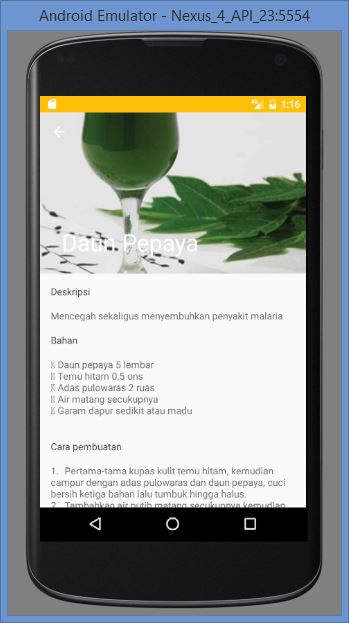 Android Emulator - Nexus_4_API_23:5554
1:16
Daun Pepaya
Deskripsi
Mencegah sekaligus menyembuhkan penyakit malaria
Bahan
Daun pepaya 5 lembar
Temu hitam 0,5 ons
Adas pulowaras 2 ruas
Air matang secukupnya
Garam dapur sedikit atau madu
Cara pembuatan
1. Pertama-tama kupas kulit temu hitam, kemudian
campur dengan adas pulowaras dan daun pepaya, cuci
bersih ketiga bahan lalu tumbuk hingga halus.
2. Tambahkan air putih matang secukupnya kemudian